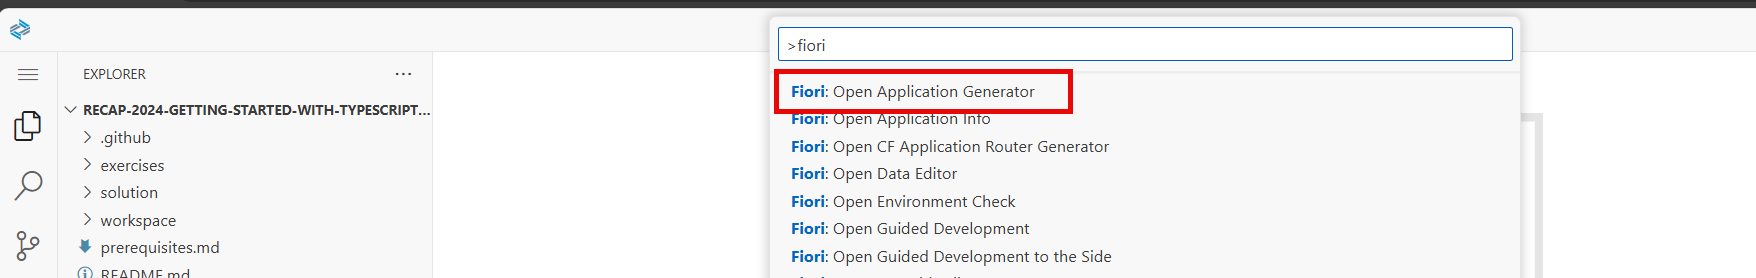 >fiori
EXPLORER
RECAP-2024-GETTING-STARTED-WITH-TYPESCRIPT...
.github
exercises
solution
workspace
prerequisites.md
README.md
Fiori: Open Application Generator
Fiori: Open Application Info
Fiori: Open CF Application Router Generator
Fiori: Open Data Editor
Fiori: Open Environment Check
Fiori: Open Guided Development
Fiori: Open Guided Development to the Side